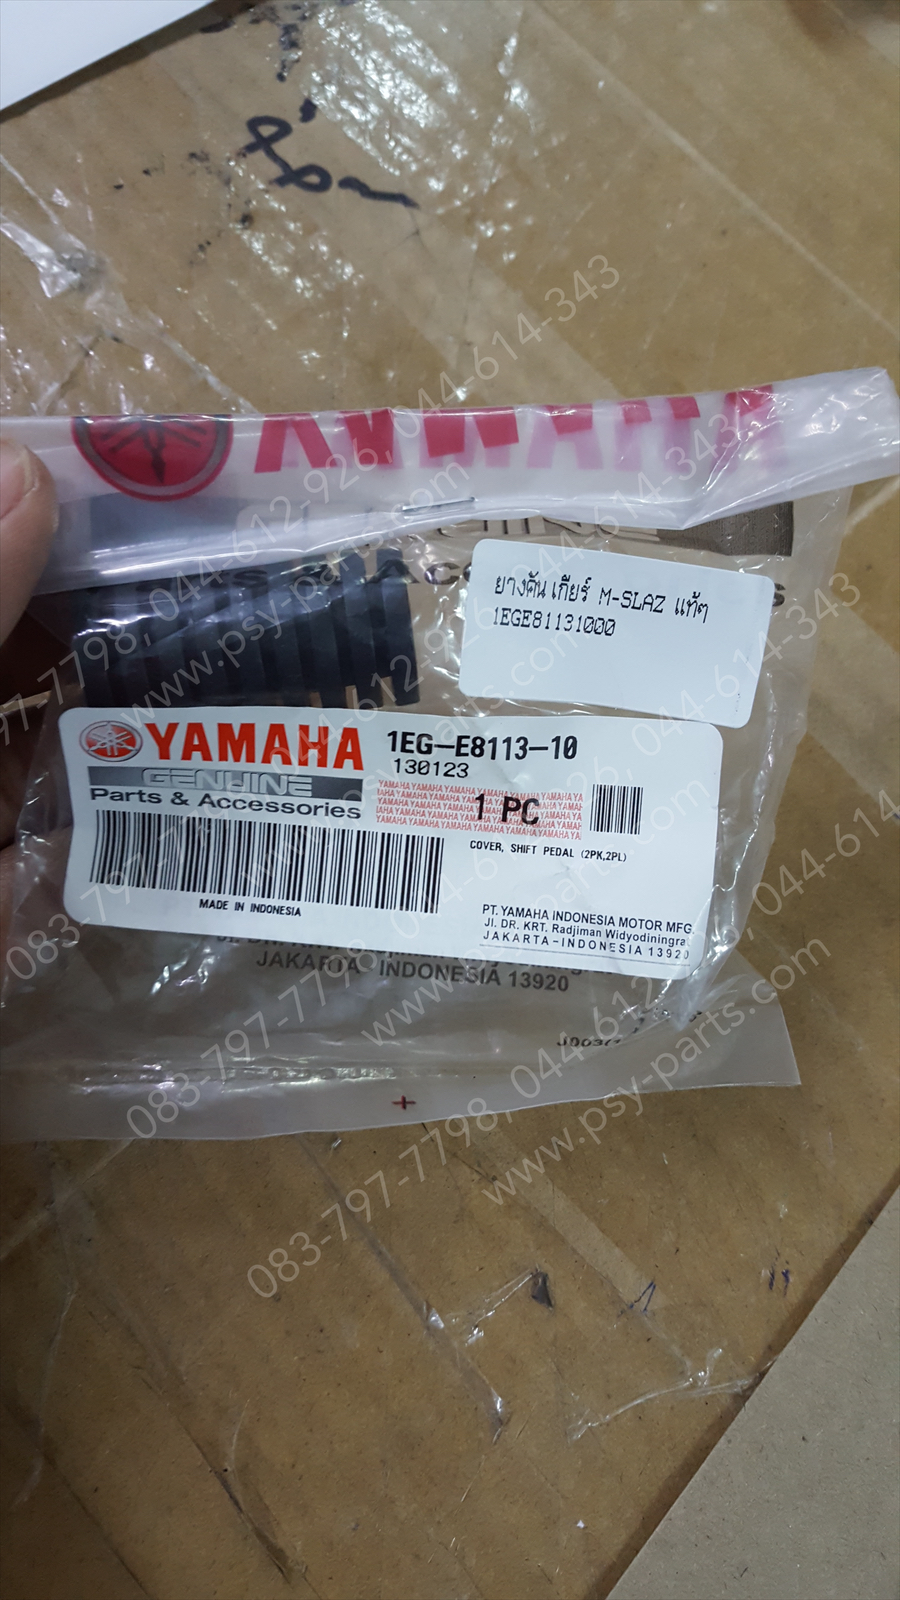 YAMAHA
ยางคันเกียร์ M-SLAZ แท้ๆ
1EGE81131000
YAMAHA
1EG-E8113-10
GENUINE
130123
Parts & Accessories
1 PC
COVER, SHIFT PEDAL (2PK,2PL)
MADE IN INDONESIA
PT. YAMAHA INDONESIA MOTOR MFG.
Jl. DR. KRT. Radjiman Widyodiningrat
JAKARTA-INDONESIA 13920
JAKARTA - INDONESIA 13920
083-797-7798, 044-612-926, 044-614-343
www.psy-parts.com